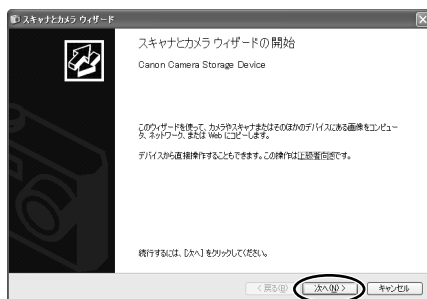 スキャナとカメラ ウィザード
スキャナとカメラ ウィザードの開始
Canon Camera Storage Device
このウィザードを使って、カメラやスキャナまたはそのほかのデバイスにある画像をコンピュー
タ、ネットワーク、または Web にコピーします。
デバイスから直接操作することもできます。この操作は上級者向きです。
続行するには、[次へ] をクリックしてください。
< 戻る(B)
次へ(N) >
キャンセル